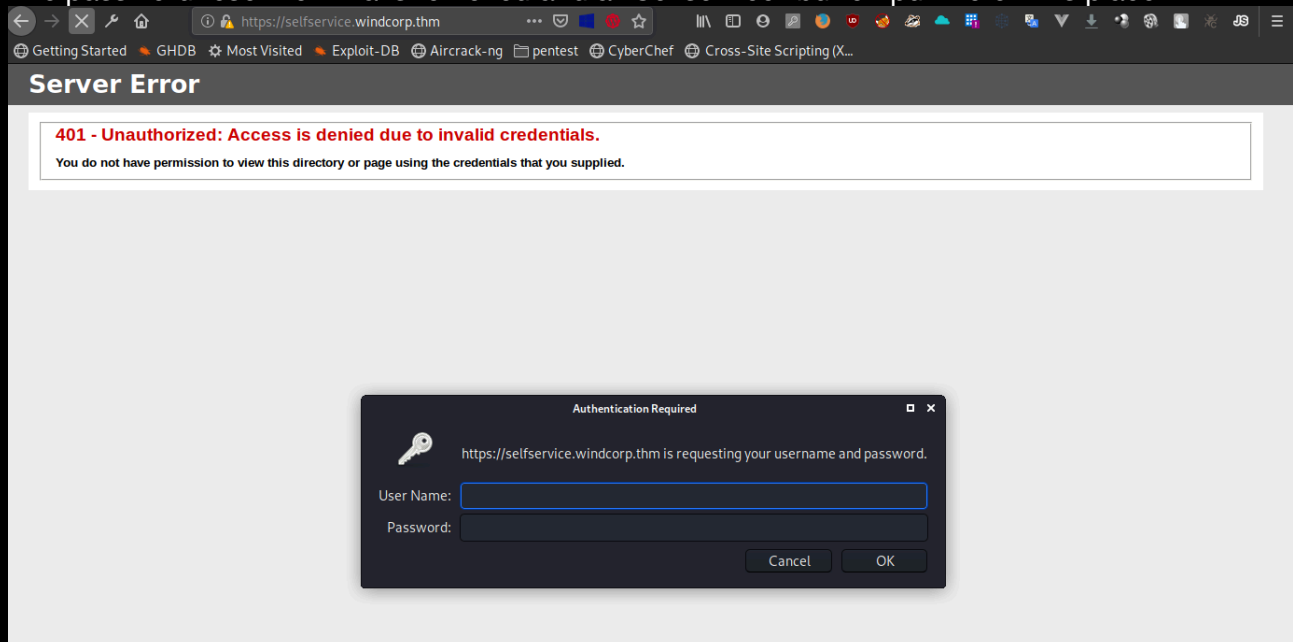 https://selfservice.windcorp.thm
Getting Started GHDB Most Visited Exploit-DB Aircrack-ng pentest CyberChef Cross-Site Scripting (X...
Server Error
401 - Unauthorized: Access is denied due to invalid credentials.
You do not have permission to view this directory or page using the credentials that you supplied.
Authentication Required
https://selfservice.windcorp.thm is requesting your username and password.
User Name:
Password:
Cancel OK